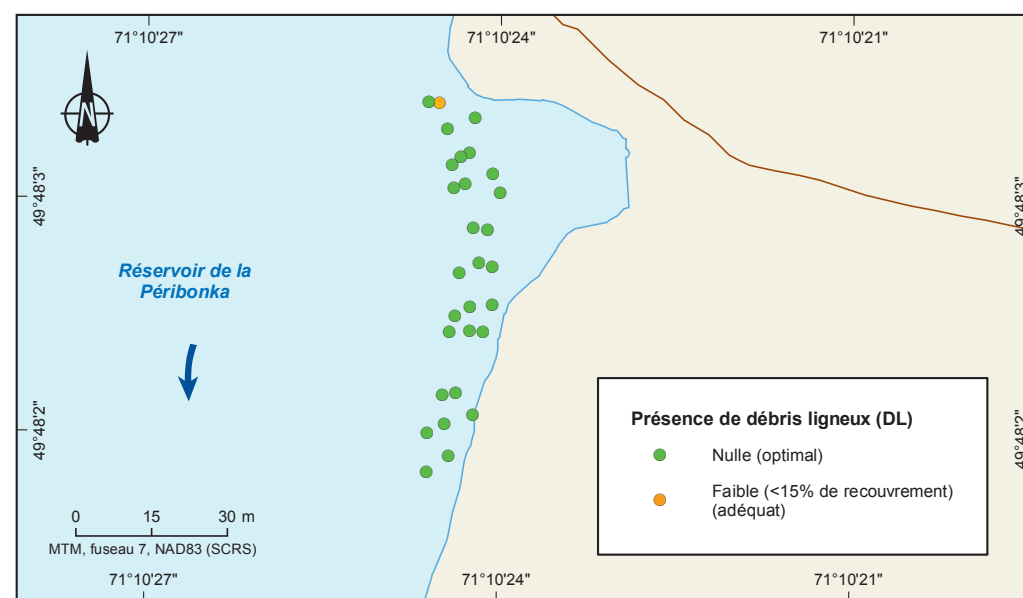 71°10'27"
71°10'24"
71°10'21"
N
49°48'3"
49°48'3"
Réservoir de la
Péribonka
49°48'2"
49°48'2"
Présence de débris ligneux (DL)
Nulle (optimal)
Faible (<15% de recouvrement)
(adéquat)
0 15 30 m
MTM, fuseau 7, NAD83 (SCRS)
71°10'27"
71°10'24"
71°10'21"